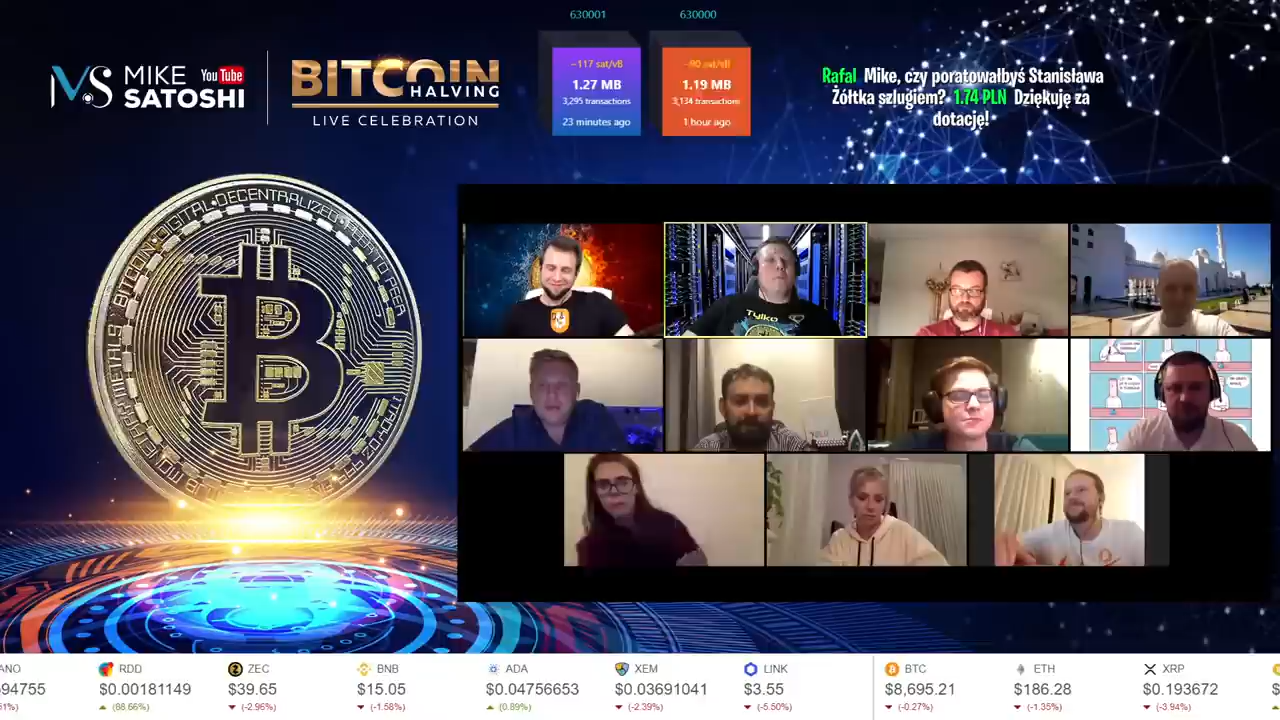 630001
630000
MIKE
SATOSHI
YouTube
BITCOIN
HALVING
LIVE CELEBRATION
~117 sat/vB
1.27 MB
3,295 transactions
23 minutes ago
~90 sat/vB
1.19 MB
3,134 transactions
1 hour ago
Rafal Mike, czy poratowałbyś Stanisława
Żółtka szlugiem? 1.74 PLN Dziękuję za
dotację!
BITCOIN DIGITAL DECENTRALIZED PEER TO PEER
Tylko
ANO RDD ZEC BNB ADA XEM LINK BTC ETH XRP
$0.00181149 $39.65 $15.05 $0.04756653 $0.03691041 $3.55 $8,695.21 $186.28 $0.193672
(88.66%) (-2.96%) (-1.58%) (0.89%) (-2.39%) (-5.50%) (-0.27%) (-1.35%) (-3.94%)